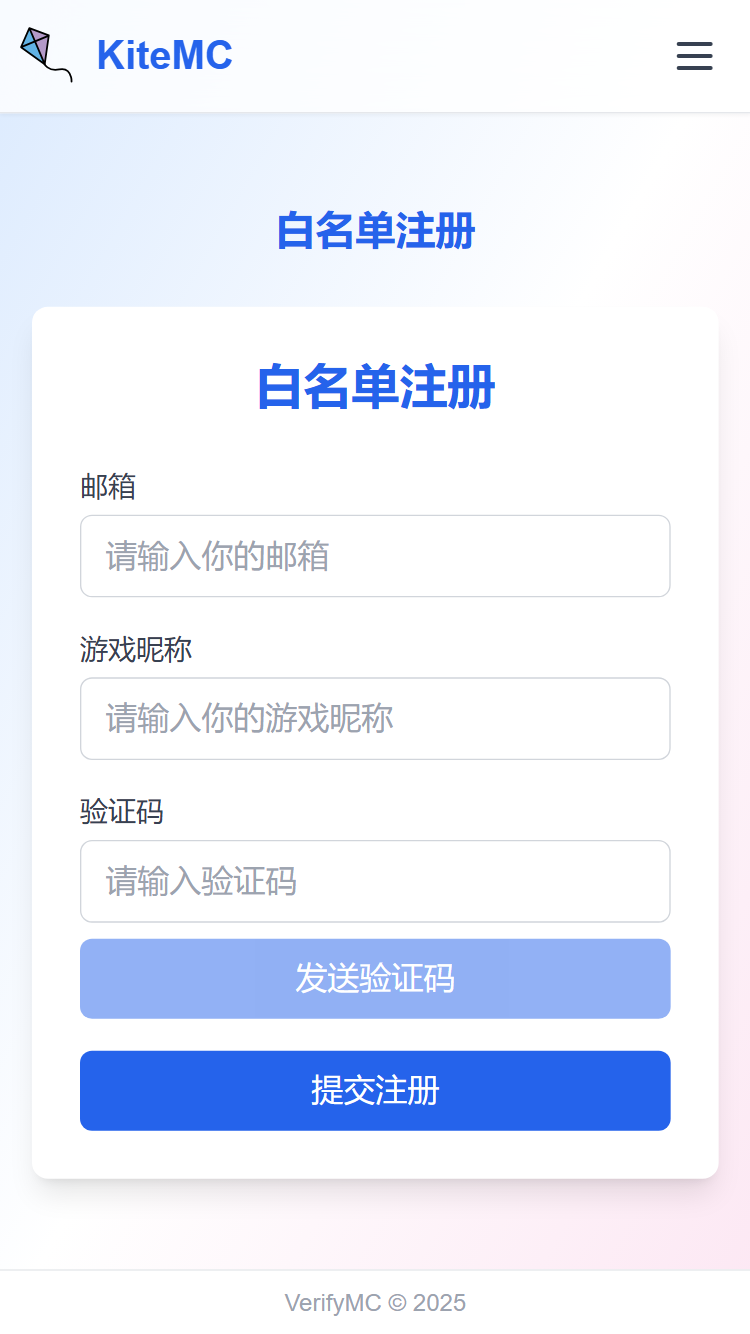 KiteMC
白名单注册
白名单注册
邮箱
请输入你的邮箱
游戏昵称
请输入你的游戏昵称
验证码
请输入验证码
发送验证码
提交注册
VerifyMC © 2025